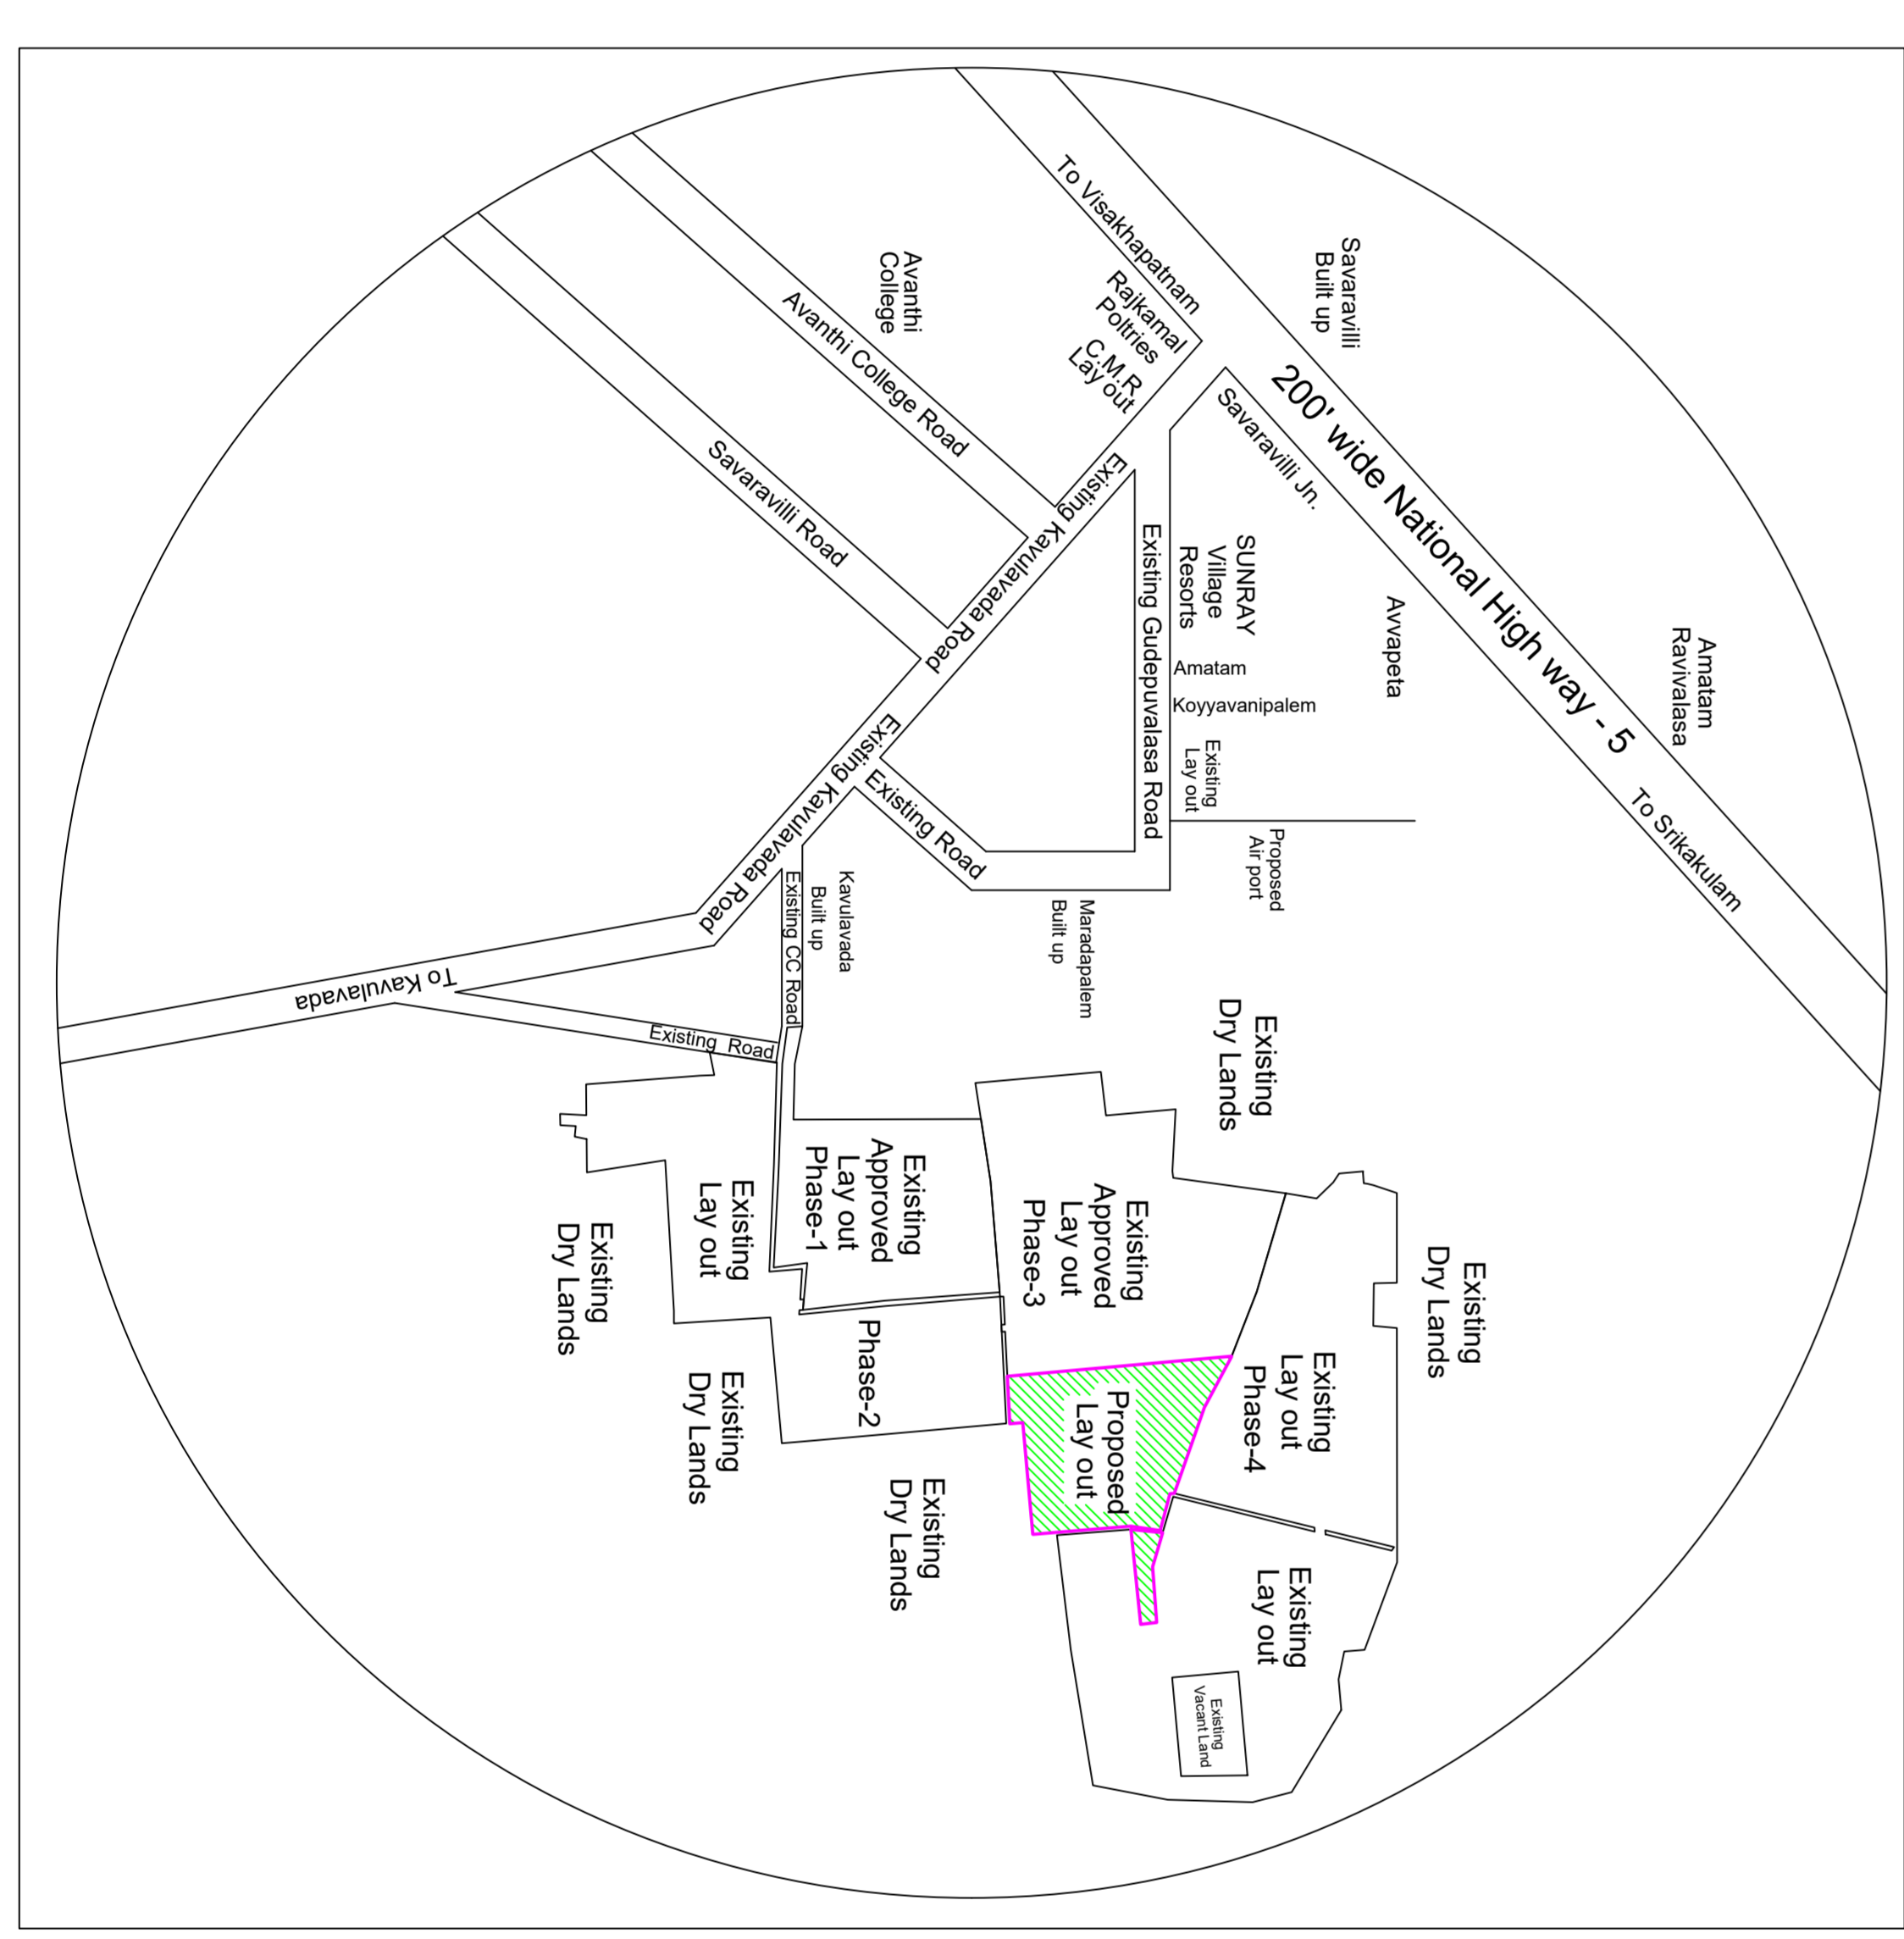 To Visakhapatnam
Savaravilli
Built up
Avanthi
College
Rajkamal
Poltries
C.M.R
Lay out
Avanthi College Road
200' wide National High way - 5
Savaravilli Jn.
Savaravilli Road
Existing Kavulavada Road
Existing Gudepuvalasa Road
SUNRAY
Village
Resorts
Amatam
Koyyavanipalem
Avvapeta
Amatam
Ravivalasa
Existing
Lay out
To Srikakulam
Existing Kavulavada Road
Existing Road
Proposed
Air port
Existing CC Road
Kavulavada
Built up
Maradapalem
Built up
To Kavulavada
Existing Road
Existing
Dry Lands
Existing
Approved
Lay out
Phase-1
Existing
Lay out
Existing
Approved
Lay out
Phase-3
Existing
Dry Lands
Existing
Dry Lands
Phase-2
Existing
Lay out
Phase-4
Existing
Dry Lands
Proposed
Lay out
Existing
Dry Lands
Existing
Lay out
Existing
Vacant Land